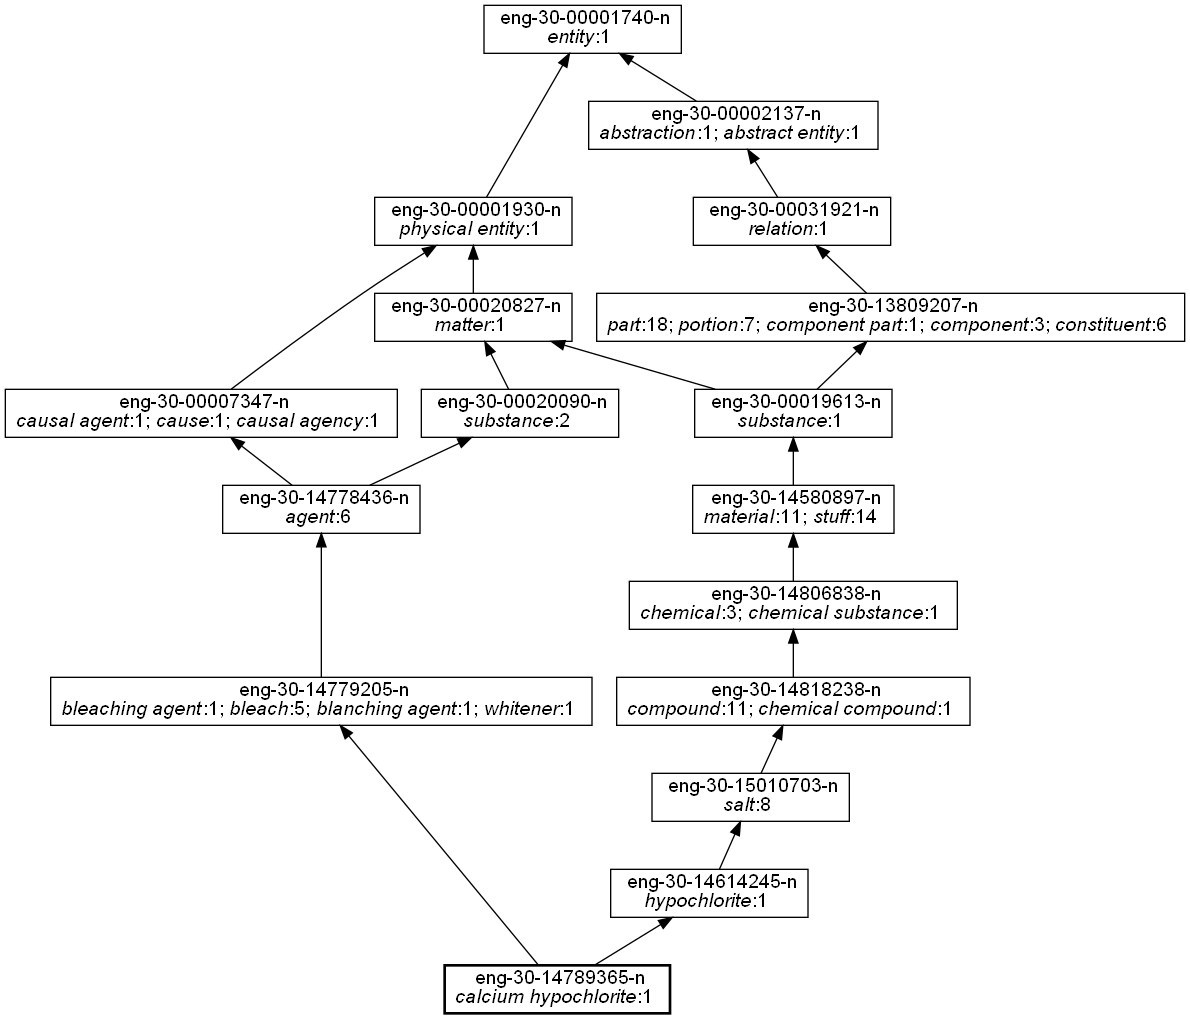 eng-30-00001740-n
entity:1
eng-30-00002137-n
abstraction:1; abstract entity:1
eng-30-00001930-n
physical entity:1
eng-30-00031921-n
relation:1
eng-30-00020827-n
matter:1
eng-30-13809207-n
part:18; portion:7; component part:1; component:3; constituent:6
eng-30-00007347-n
causal agent:1; cause:1; causal agency:1
eng-30-00020090-n
substance:2
eng-30-00019613-n
substance:1
eng-30-14778436-n
agent:6
eng-30-14580897-n
material:11; stuff:14
eng-30-14806838-n
chemical:3; chemical substance:1
eng-30-14779205-n
bleaching agent:1; bleach:5; blanching agent:1; whitener:1
eng-30-14818238-n
compound:11; chemical compound:1
eng-30-15010703-n
salt:8
eng-30-14614245-n
hypochlorite:1
eng-30-14789365-n
calcium hypochlorite:1